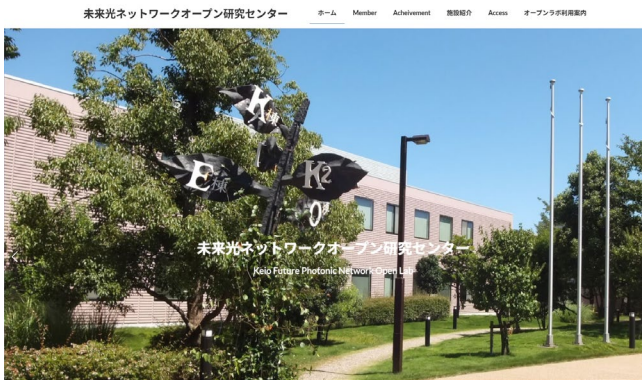 未来光ネットワークオープン研究センター
ホーム Member Acheivement 施設紹介 Access オープンラボ利用案内
K
E
K2
未来光ネットワークオープン研究センター
Keio Future Photonic Network Open Lab